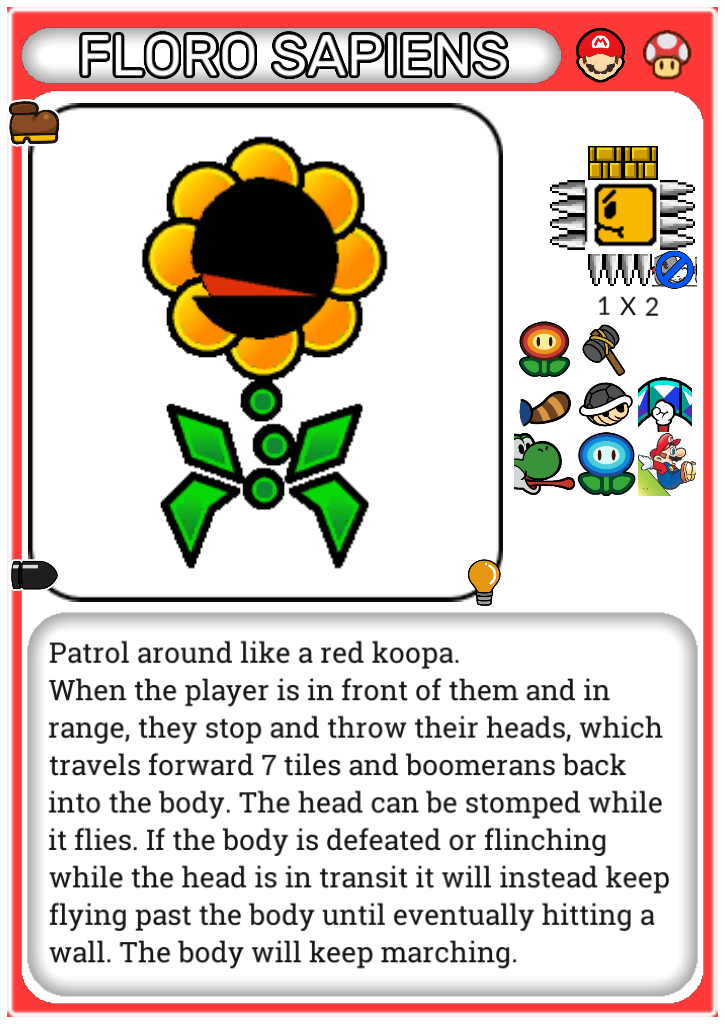 FLORO SAPIENS
M
1 X 2
Patrol around like a red koopa.
When the player is in front of them and in
range, they stop and throw their heads, which
travels forward 7 tiles and boomerans back
into the body. The head can be stomped while
it flies. If the body is defeated or flinching
while the head is in transit it will instead keep
flying past the body until eventually hitting a
wall. The body will keep marching.